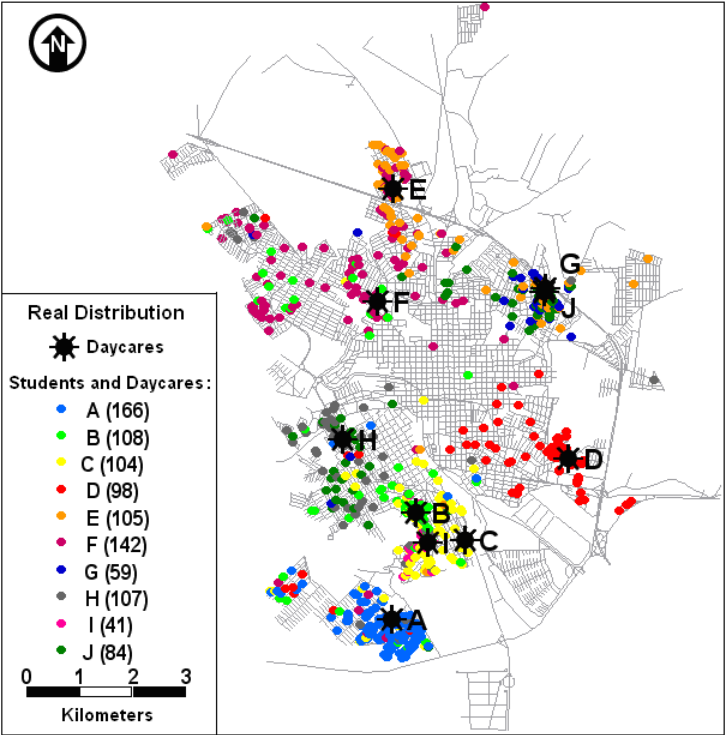 N
E
G
F
J
H
D
B
I
C
A
Real Distribution
Daycares
Students and Daycares:
A (166)
B (108)
C (104)
D (98)
E (105)
F (142)
G (59)
H (107)
I (41)
J (84)
0 1 2 3
Kilometers